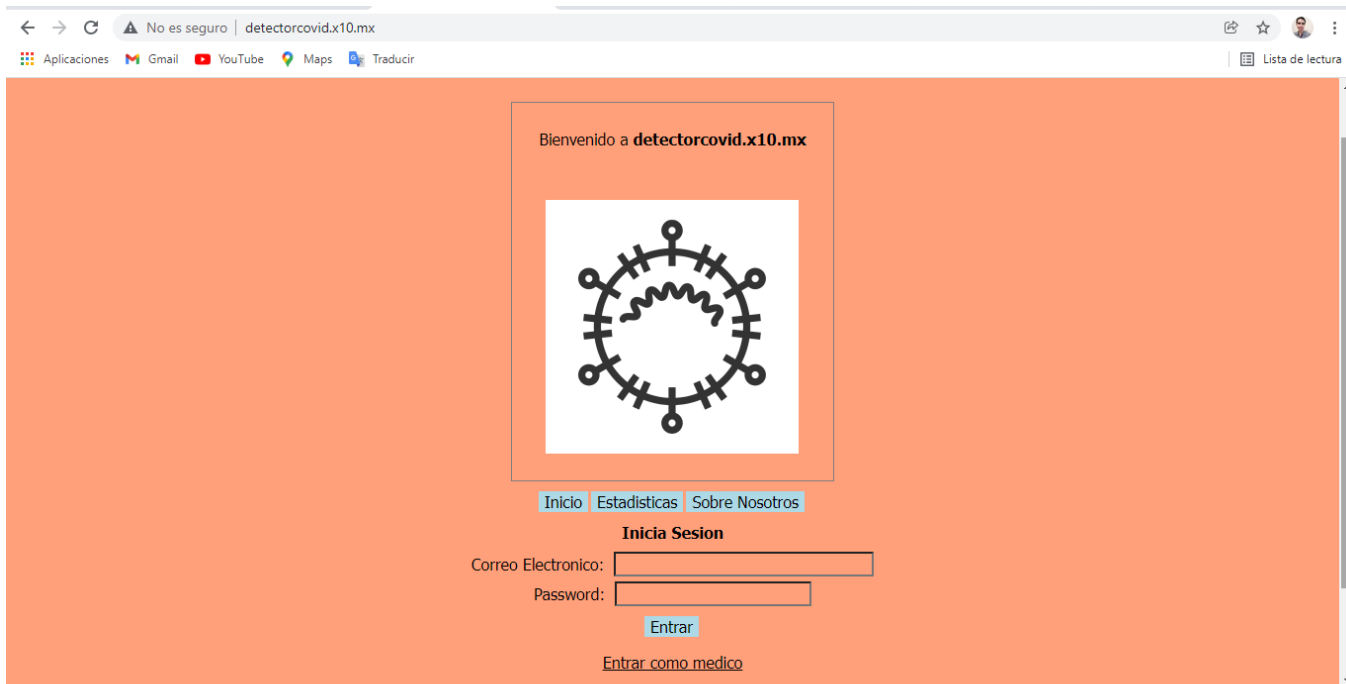 No es seguro | detectorcovid.x10.mx
Aplicaciones Gmail YouTube Maps Traducir Lista de lectura
Bienvenido a detectorcovid.x10.mx
Inicio Estadisticas Sobre Nosotros
Inicia Sesion
Correo Electronico:
Password:
Entrar
Entrar como medico